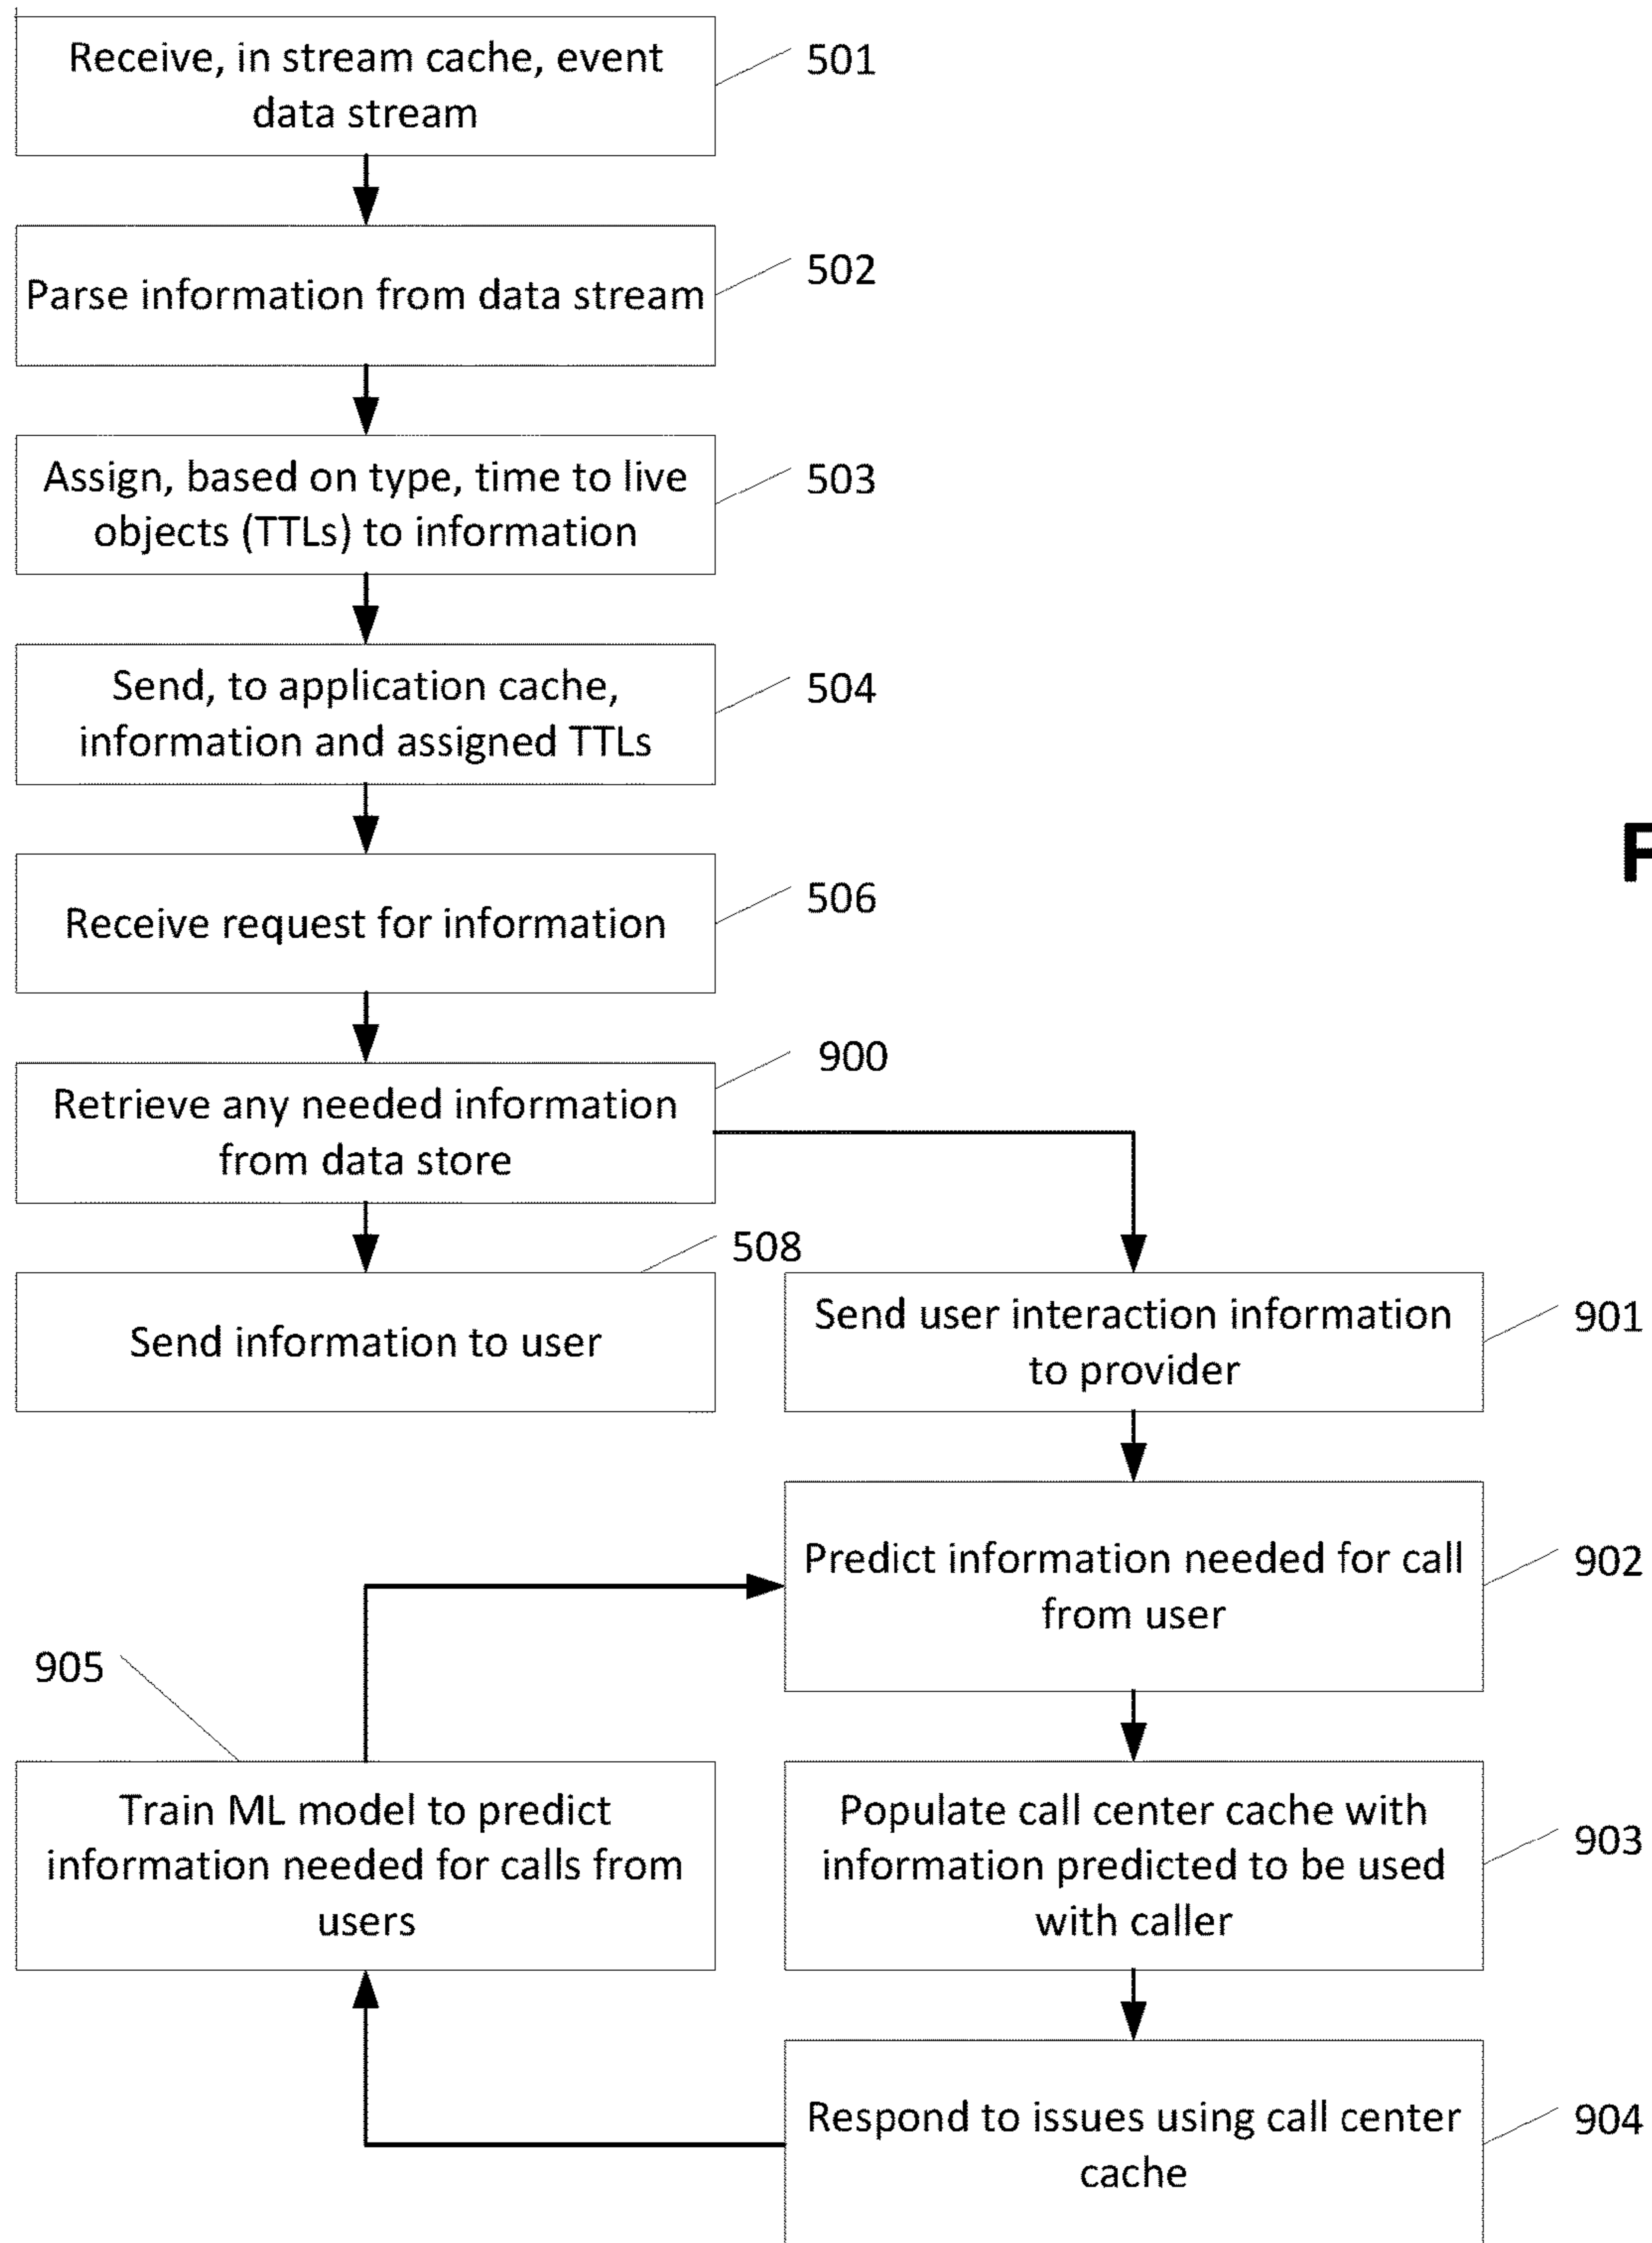 Receive, in stream cache, event
data stream
501
Parse information from data stream
502
Assign, based on type, time to live
objects (TTLs) to information
503
Send, to application cache,
information and assigned TTLs
504
Receive request for information
506
F
Retrieve any needed information
from data store
900
Send information to user
508
Send user interaction information
to provider
901
Predict information needed for call
from user
902
905
Train ML model to predict
information needed for calls from
users
Populate call center cache with
information predicted to be used
with caller
903
Respond to issues using call center
cache
904